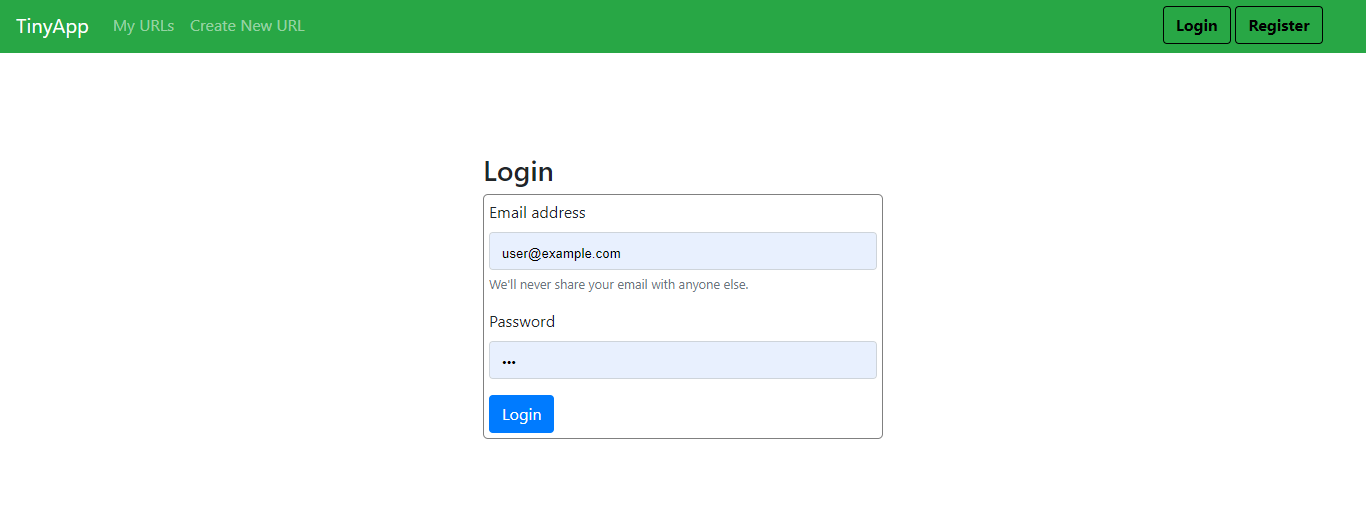 TinyApp My URLs Create New URL Login Register
Login
Email address
user@example.com
We'll never share your email with anyone else.
Password
•••
Login